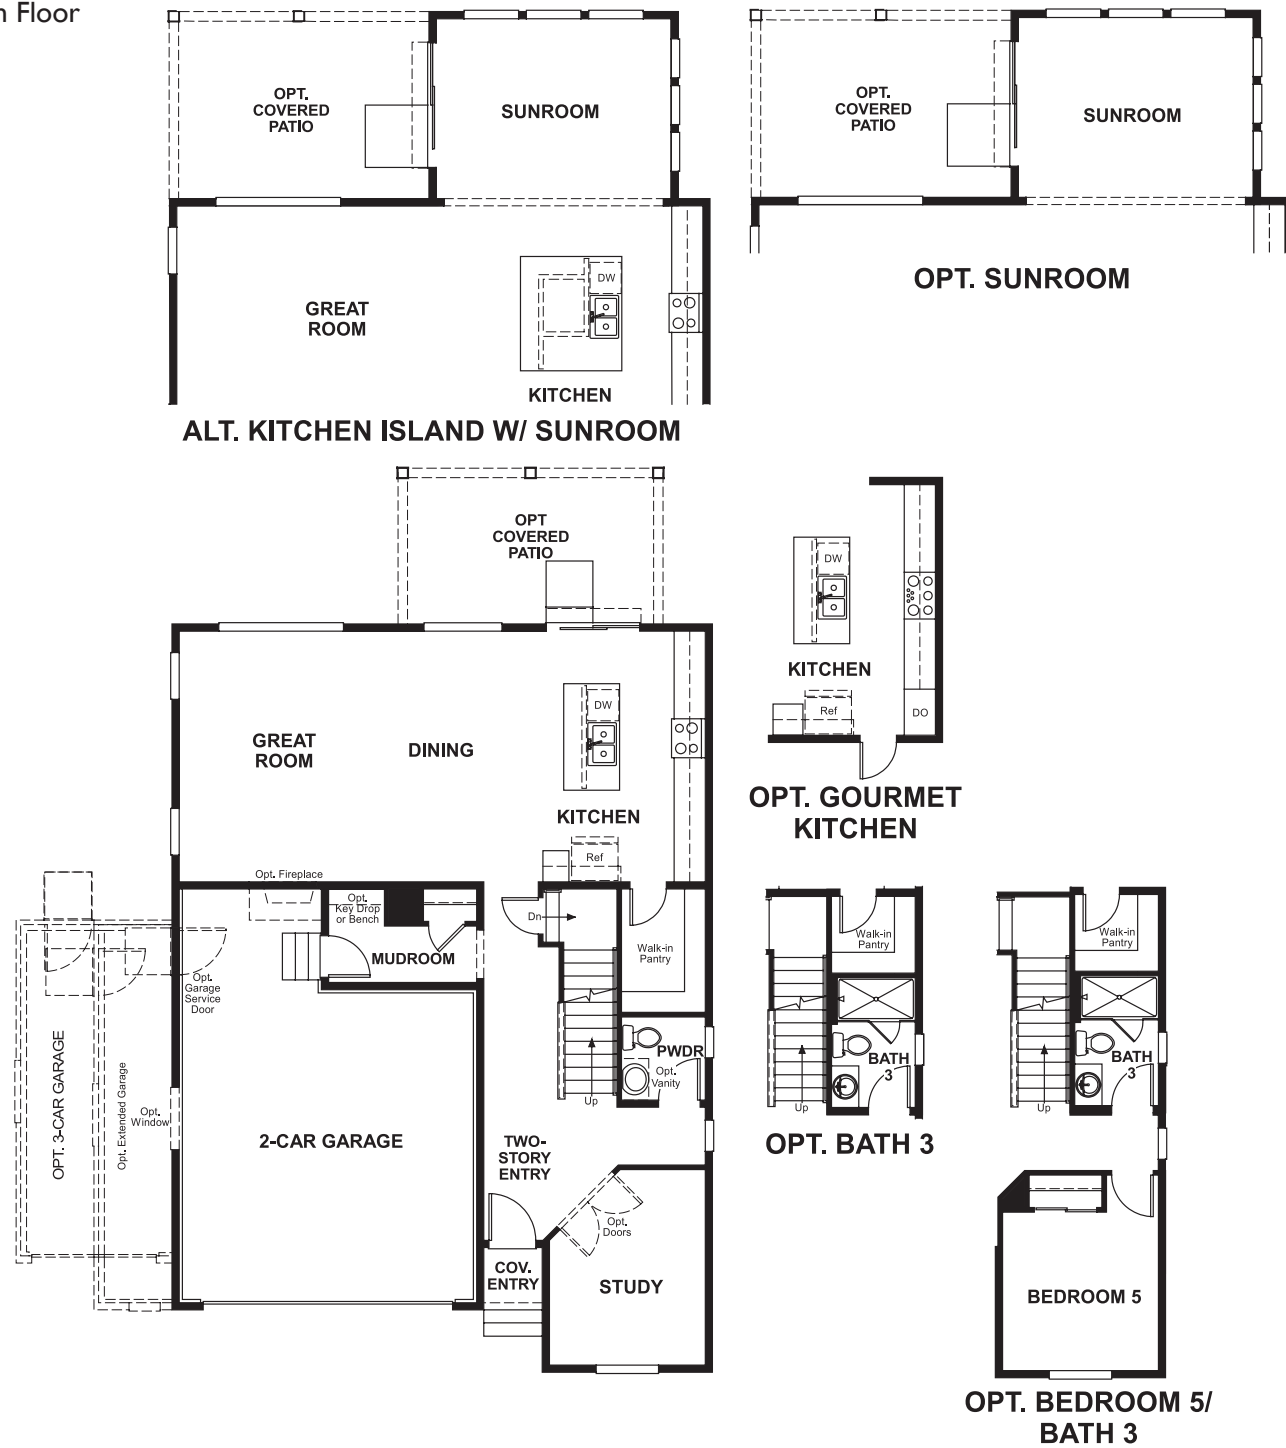 n Floor
OPT.
COVERED
PATIO
SUNROOM
GREAT
ROOM
DW
KITCHEN
ALT. KITCHEN ISLAND W/ SUNROOM
OPT.
COVERED
PATIO
SUNROOM
OPT. SUNROOM
OPT
COVERED
PATIO
GREAT
ROOM
DINING
DW
KITCHEN
Ref
Opt. Fireplace
Opt.
Key Drop
or Bench
MUDROOM
Dn
Walk-in
Pantry
Opt.
Garage
Service
Door
OPT. 3-CAR GARAGE
Opt. Extended Garage
Opt.
Window
2-CAR GARAGE
PWDR
Opt.
Vanity
Up
TWO-
STORY
ENTRY
Opt.
Doors
COV.
ENTRY
STUDY
DW
KITCHEN
Ref
DO
OPT. GOURMET
KITCHEN
Walk-in
Pantry
BATH
3
Up
OPT. BATH 3
Walk-in
Pantry
BATH
3
Up
BEDROOM 5
OPT. BEDROOM 5/
BATH 3